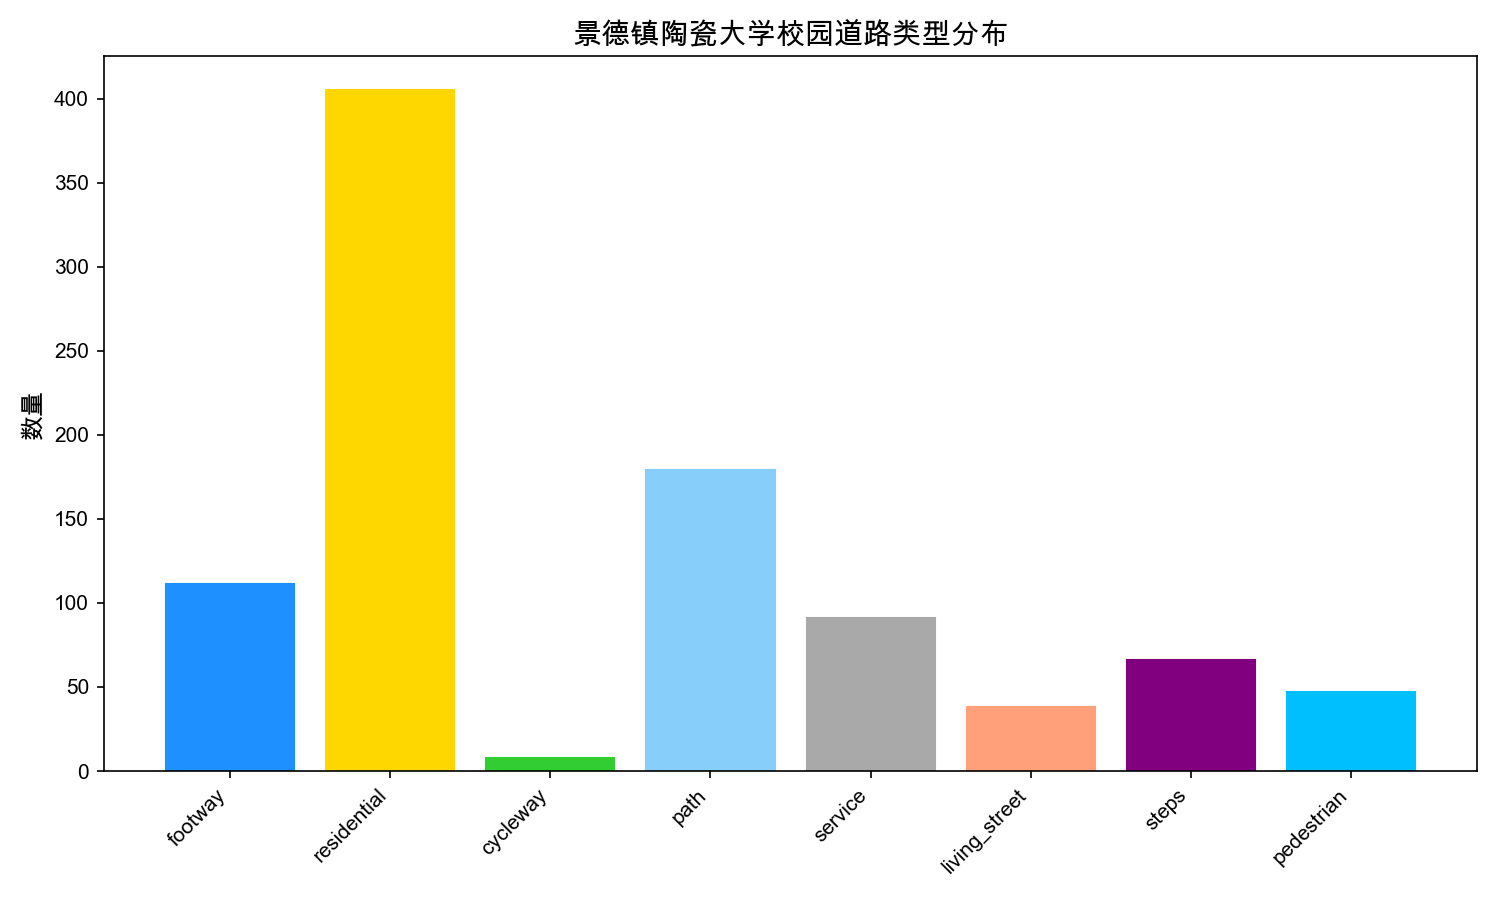 景德镇陶瓷大学校园道路类型分布
数量
400
350
300
250
200
150
100
50
0
footway
residential
cycleway
path
service
living_street
steps
pedestrian